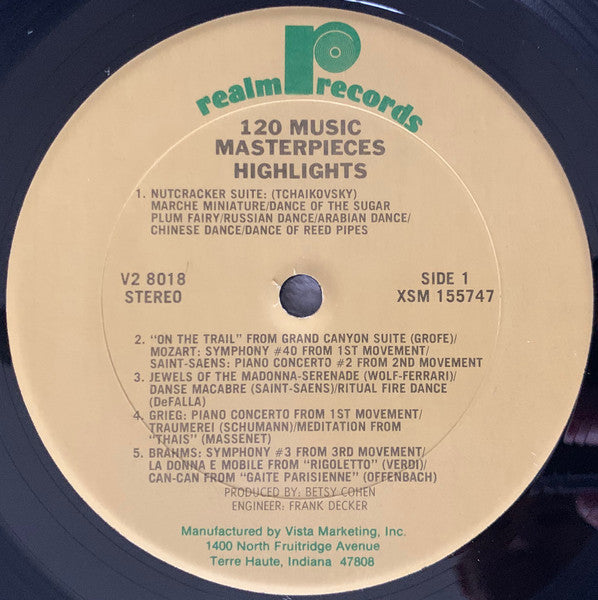 realm records
120 MUSIC
MASTERPIECES
HIGHLIGHTS
1. NUTCRACKER SUITE: (TCHAIKOVSKY)
MARCHE MINIATURE/DANCE OF THE SUGAR
PLUM FAIRY/RUSSIAN DANCE/ARABIAN DANCE/
CHINESE DANCE/DANCE OF REED PIPES
V2 8018
STEREO
SIDE 1
XSM 155747
2. "ON THE TRAIL" FROM GRAND CANYON SUITE (GROFE)/
MOZART: SYMPHONY #40 FROM 1ST MOVEMENT/
SAINT-SAENS: PIANO CONCERTO #2 FROM 2ND MOVEMENT
3. JEWELS OF THE MADONNA-SERENADE (WOLF-FERRARI)/
DANSE MACABRE (SAINT-SAENS)/RITUAL FIRE DANCE
(DeFALLA)
4. GRIEG: PIANO CONCERTO FROM 1ST MOVEMENT/
TRAUMEREI (SCHUMANN)/MEDITATION FROM
"THAIS" (MASSENET)
5. BRAHMS: SYMPHONY #3 FROM 3RD MOVEMENT/
LA DONNA E MOBILE FROM "RIGOLETTO" (VERDI)/
CAN-CAN FROM "GAITE PARISIENNE" (OFFENBACH)
PRODUCED BY: BETSY COHEN
ENGINEER: FRANK DECKER
Manufactured by Vista Marketing, Inc.
1400 North Fruitridge Avenue
Terre Haute, Indiana 47808